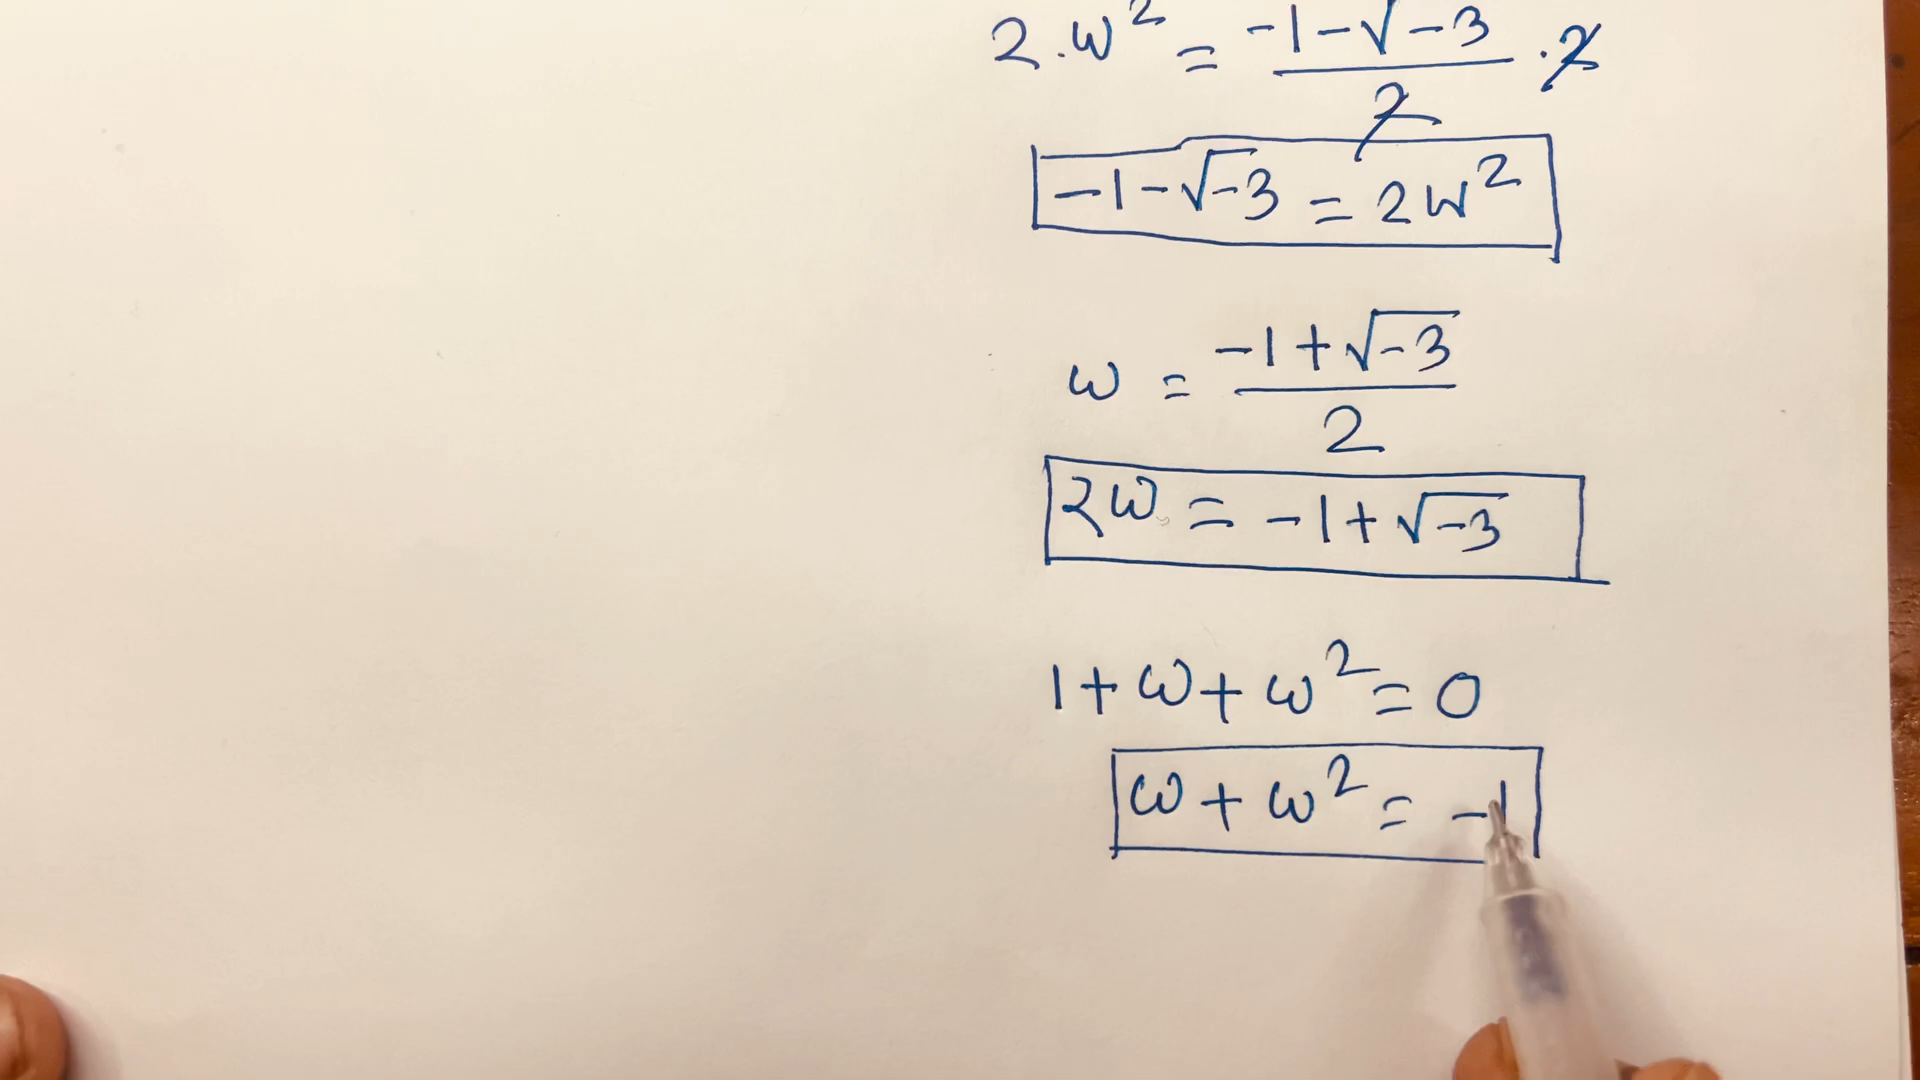 2.ω² = (-1-√-3)/2 .2
-1-√-3 = 2ω²
ω = (-1+√-3)/2
2ω = -1+√-3
1+ω+ω² = 0
ω+ω² = -1